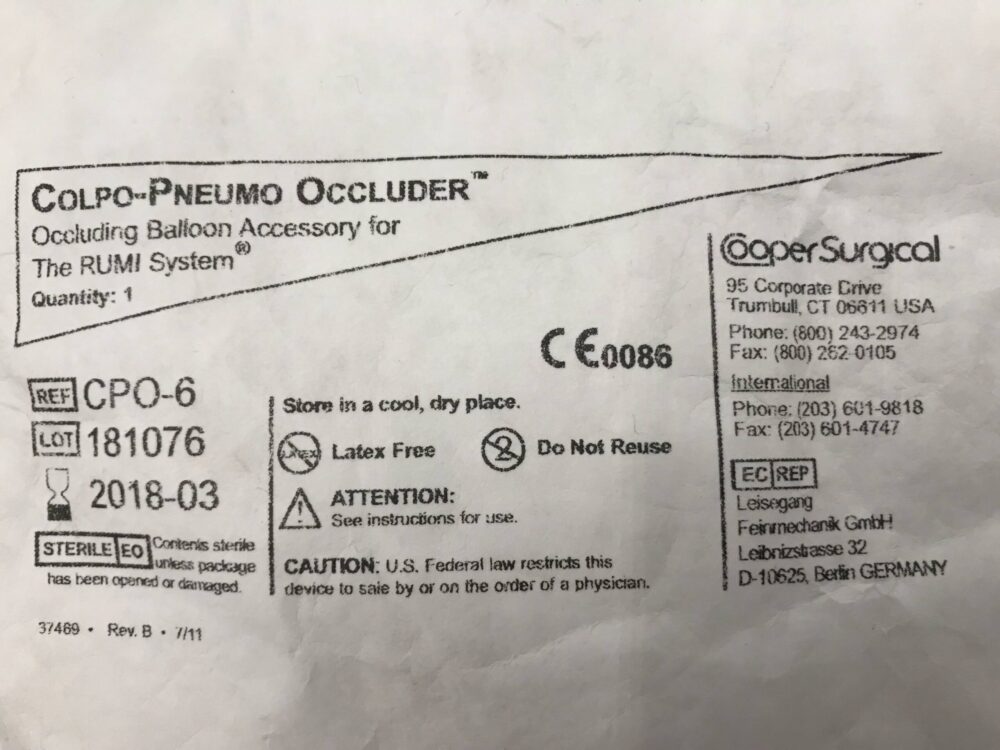 COLPO-PNEUMO OCCLUDER™
Occluding Balloon Accessory for
The RUMI System®
Quantity: 1
REF CPO-6
LOT 181076
2018-03
STERILE EO Contents sterile
unless package
has been opened or damaged.
37469 • Rev. B • 7/11
CE0086
Store in a cool, dry place.
LATEX Latex Free
2 Do Not Reuse
ATTENTION:
See instructions for use.
CAUTION: U.S. Federal law restricts this
device to sale by or on the order of a physician.
CooperSurgical
95 Corporate Drive
Trumbull, CT 06611 USA
Phone: (800) 243-2974
Fax: (800) 262-0105
International
Phone: (203) 601-9818
Fax: (203) 601-4747
EC REP
Leisegang
Feinmechanik GmbH
Leibnizstrasse 32
D-10625, Berlin GERMANY